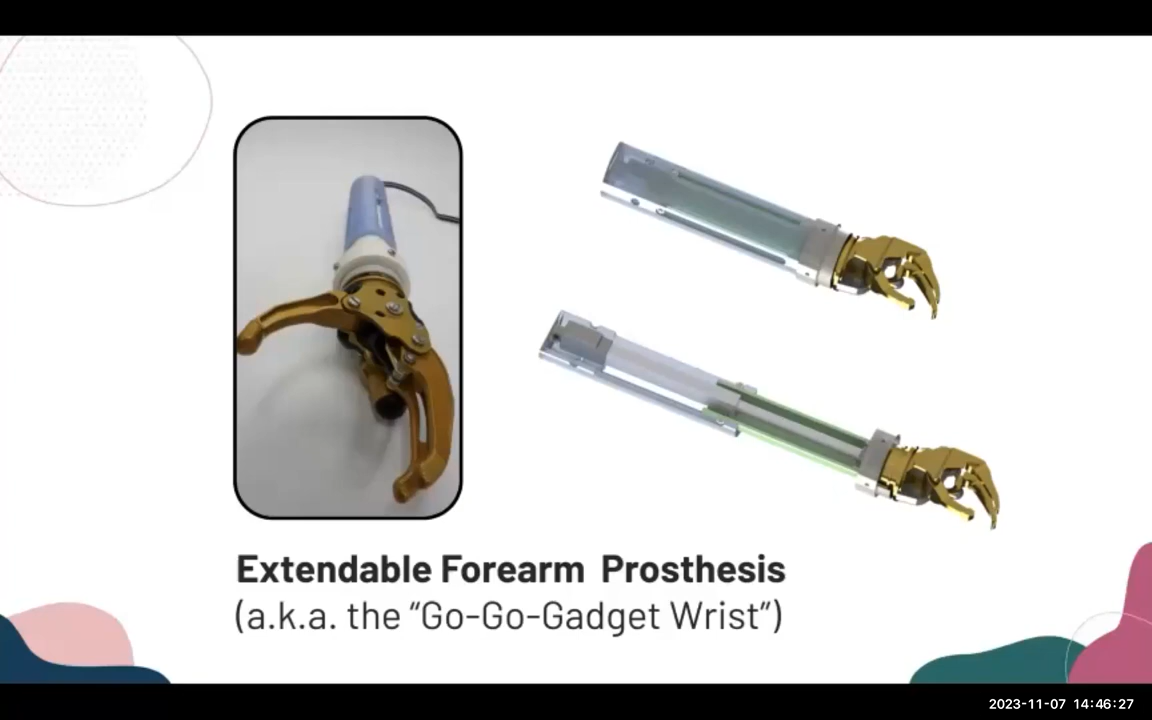 Extendable Forearm Prosthesis
(a.k.a. the “Go-Go-Gadget Wrist”)
2023-11-07 14:46:27